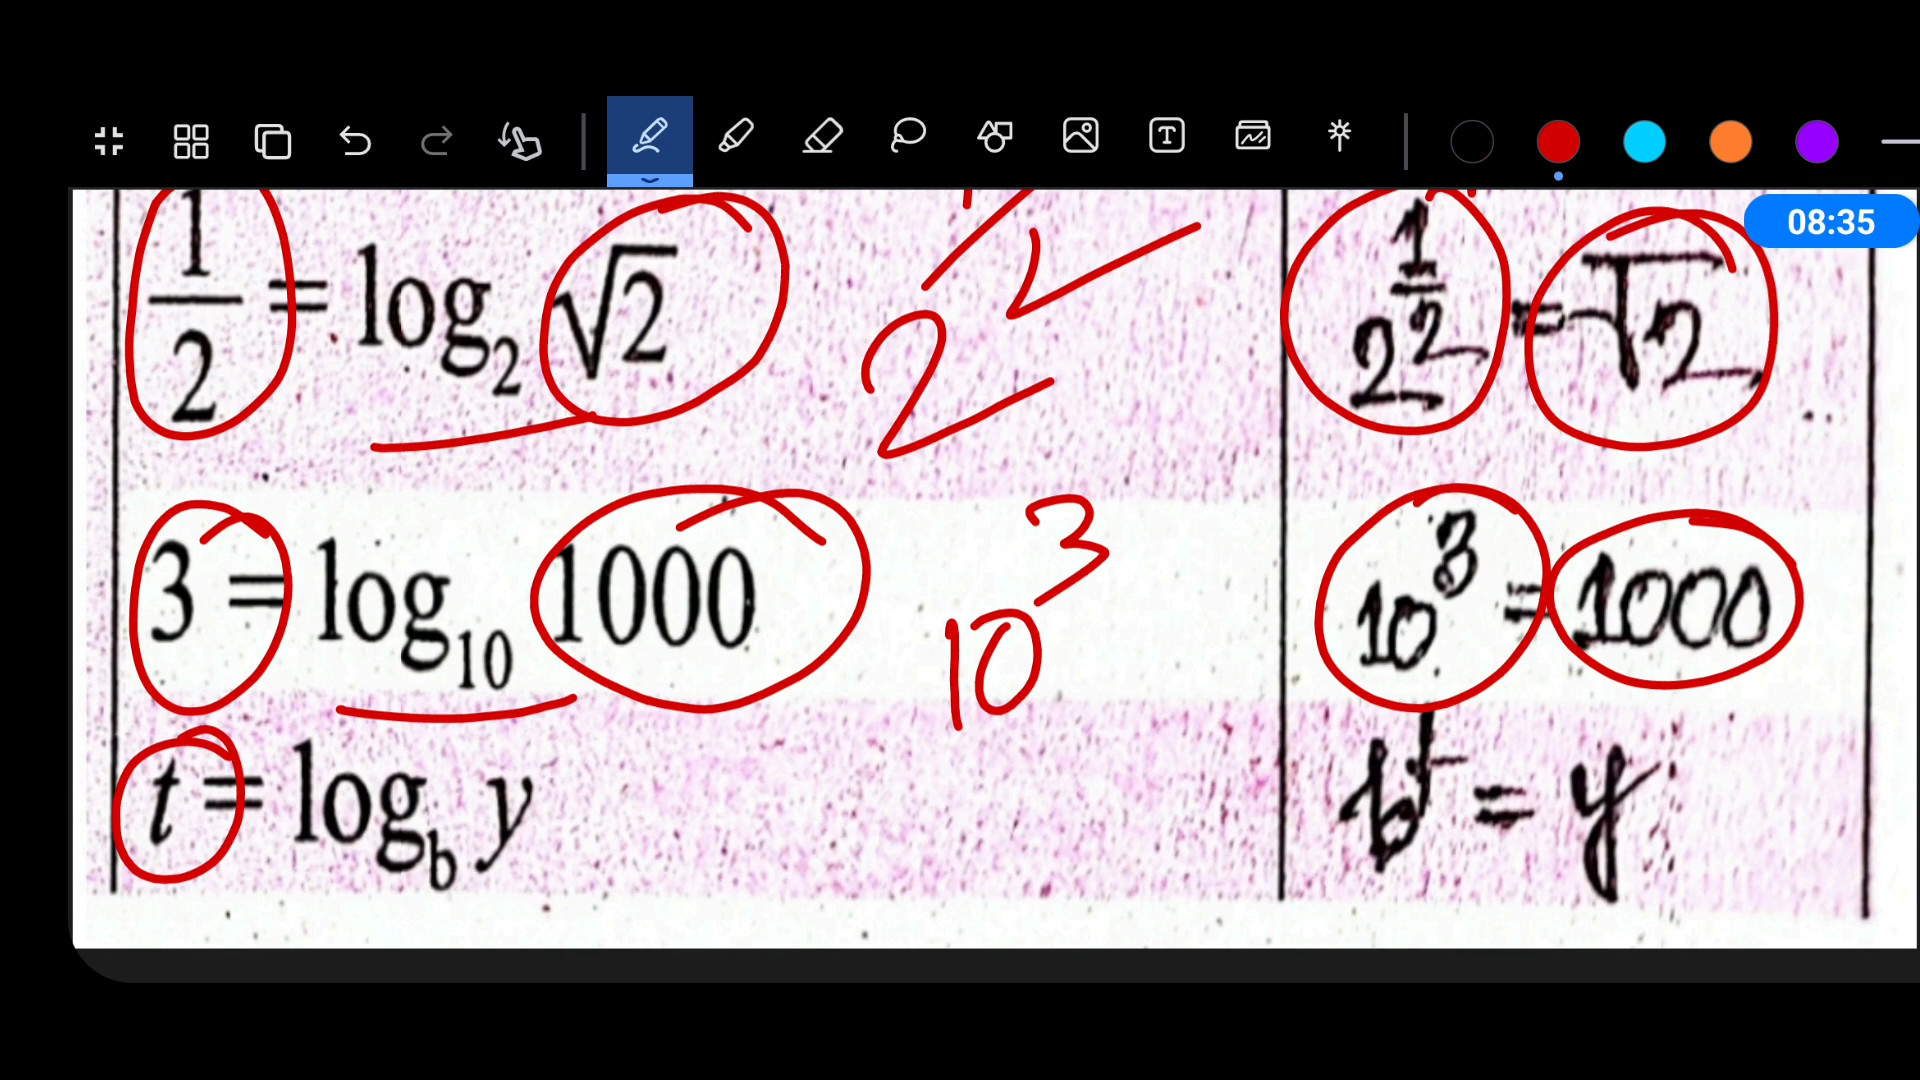 08:35
1/2 = log₂ √2 2^(1/2) 2^(1/2) = √2
3 = log₁₀ 1000 10³ 10³ = 1000
t = log_b y b^t = y